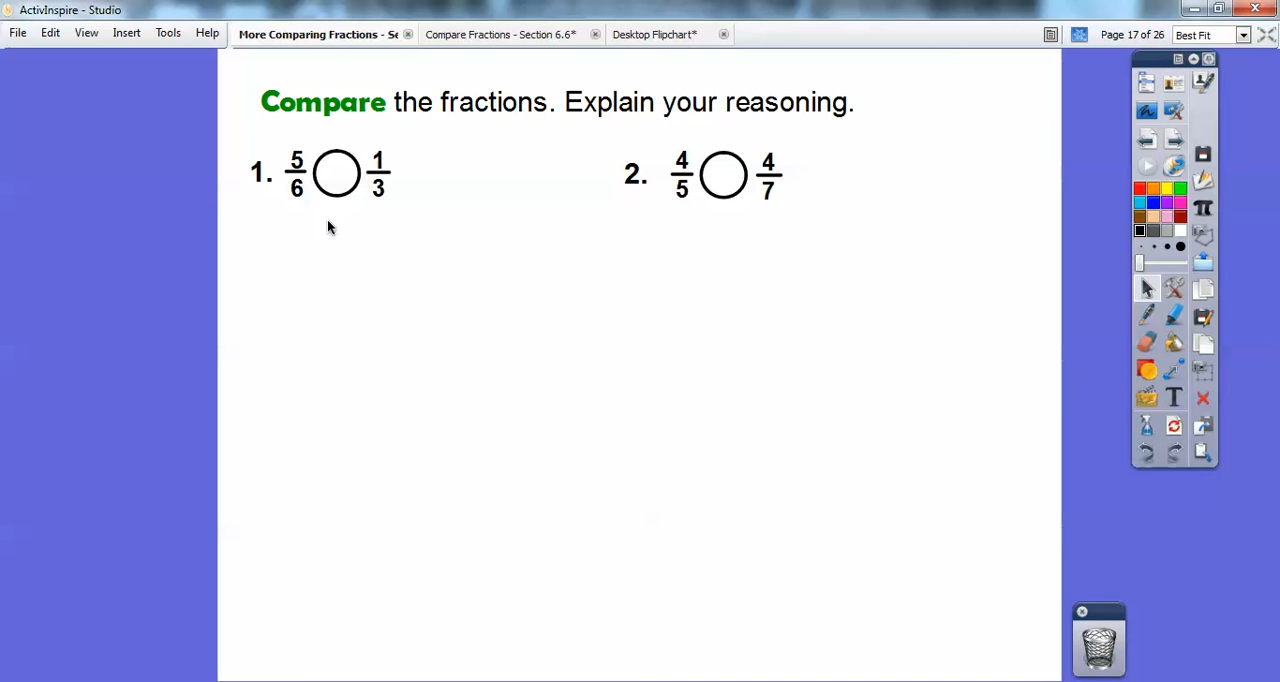 ActivInspire - Studio
File Edit View Insert Tools Help
More Comparing Fractions - Se
Compare Fractions - Section 6.6*
Desktop Flipchart*
Page 17 of 26
Best Fit
Compare the fractions. Explain your reasoning.
1. 5/6 1/3
2. 4/5 4/7